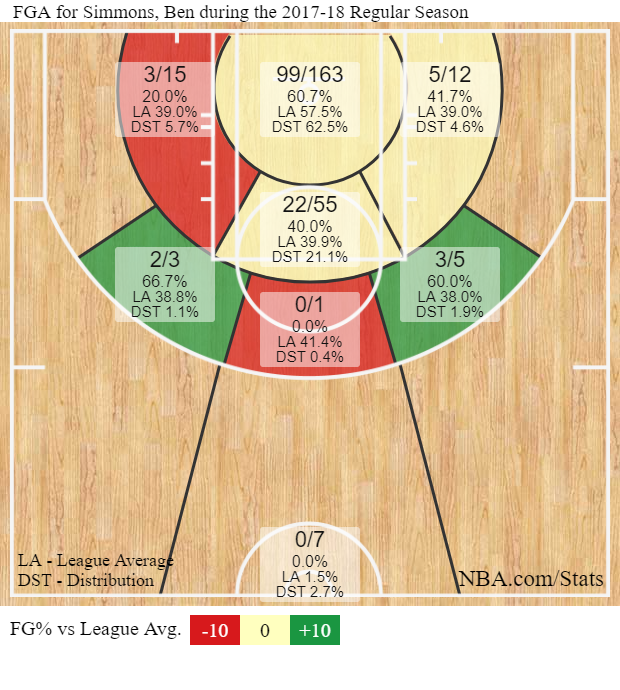 FGA for Simmons, Ben during the 2017-18 Regular Season
3/15
20.0%
LA 39.0%
DST 5.7%
99/163
60.7%
LA 57.5%
DST 62.5%
5/12
41.7%
LA 39.0%
DST 4.6%
22/55
40.0%
LA 39.9%
DST 21.1%
2/3
66.7%
LA 38.8%
DST 1.1%
0/1
0.0%
LA 41.4%
DST 0.4%
3/5
60.0%
LA 38.0%
DST 1.9%
0/7
0.0%
LA 1.5%
DST 2.7%
LA - League Average
DST - Distribution
NBA.com/Stats
FG% vs League Avg. -10 0 +10